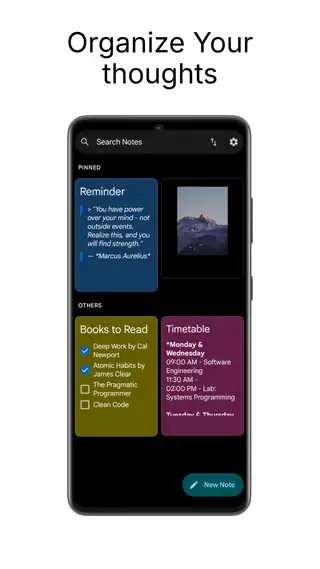 Organize Your
thoughts
Search Notes
PINNED
Reminder
> "You have power
over your mind - not
outside events.
Realize this, and you
will find strength."
— *Marcus Aurelius*
OTHERS
Books to Read
Deep Work by Cal
Newport
Atomic Habits by
James Clear
The Pragmatic
Programmer
Clean Code
Timetable
*Monday &
Wednesday
09:00 AM - Software
Engineering
11:30 AM -
02:00 PM - Lab:
Systems Programming
Tuesday & Thursday
New Note